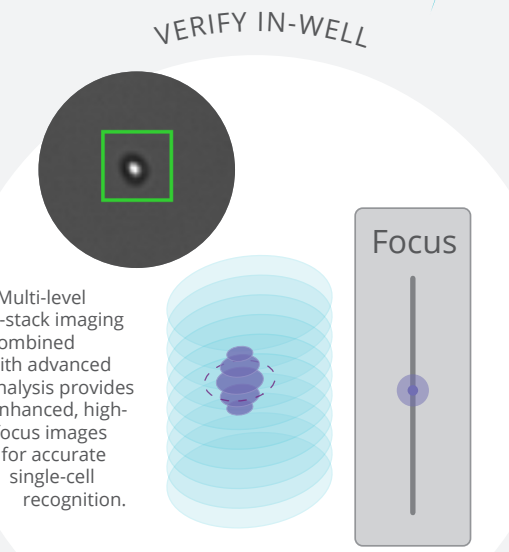 VERIFY IN-WELL
Focus
Multi-level
-stack imaging
ombined
ith advanced
nalysis provides
nhanced, high-
focus images
for accurate
single-cell
recognition.